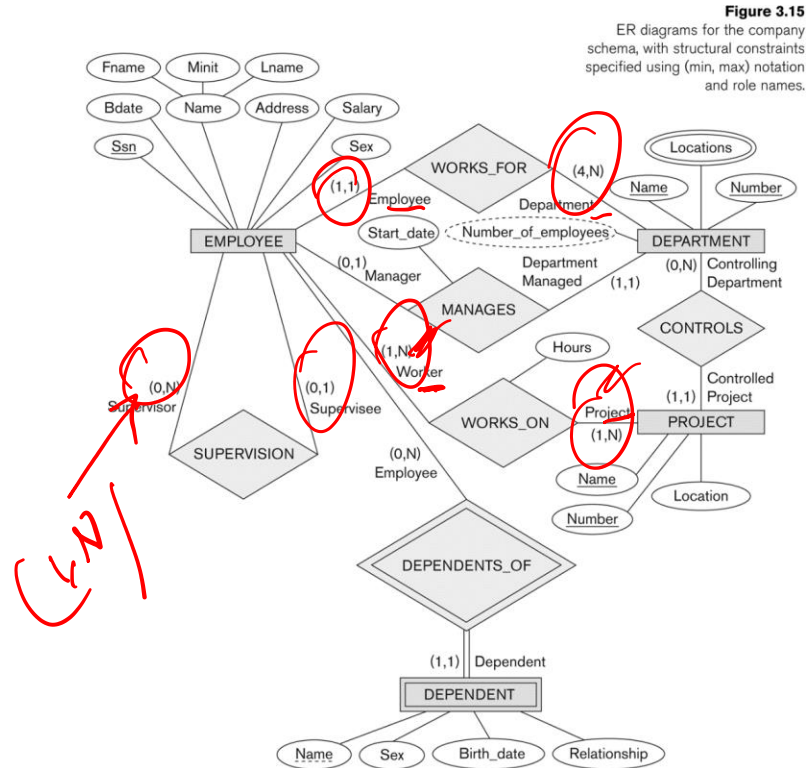 Figure 3.15
ER diagrams for the company
schema, with structural constraints
specified using (min, max) notation
and role names.
Fname Minit Lname
Bdate Name Address Salary
Ssn Sex
WORKS_FOR
Locations
(1,1)
(4,N)
Employee
Department
Name Number
EMPLOYEE
Start_date
Number_of_employees
DEPARTMENT
(0,1)
Manager
MANAGES
Department
Managed
(1,1)
(0,N) Controlling
Department
CONTROLS
(1,N)
Worker
Hours
(0,N)
Supervisor
(0,1)
Supervisee
WORKS_ON
Project
(1,N)
(1,1) Controlled
Project
PROJECT
SUPERVISION
(0,N)
Employee
Name
Location
Number
DEPENDENTS_OF
(1,1) Dependent
DEPENDENT
Name Sex Birth_date Relationship